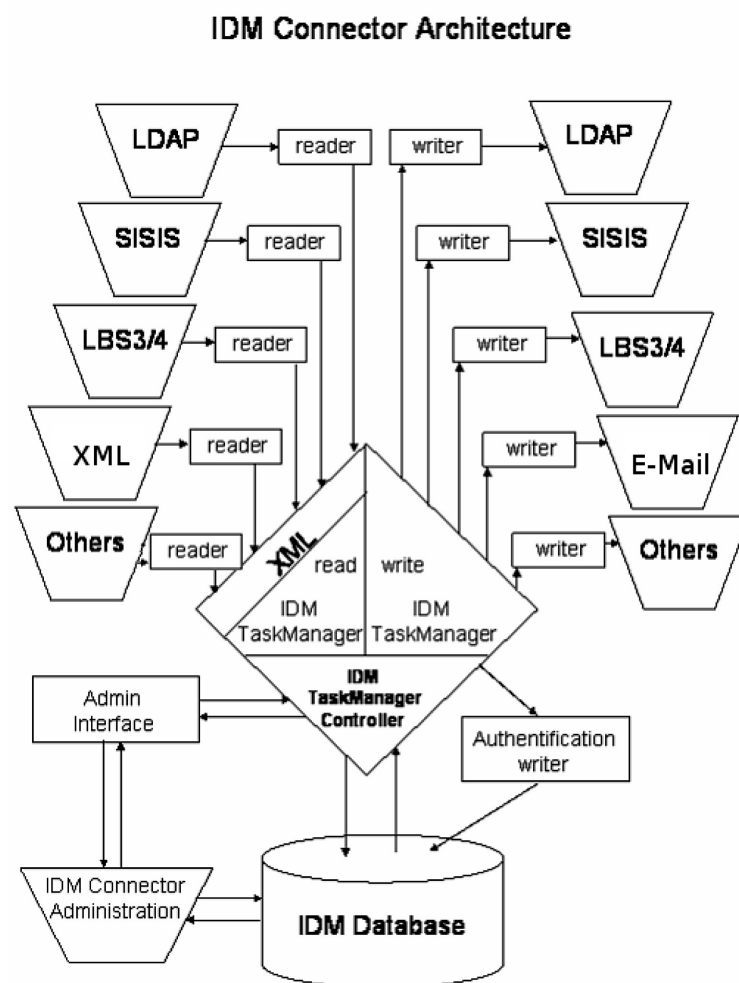 IDM Connector Architecture
LDAP
reader
writer
LDAP
SISIS
reader
writer
SISIS
LBS3/4
reader
writer
LBS3/4
XML
reader
writer
E-Mail
Others
reader
XML
read
write
writer
Others
IDM
TaskManager
IDM
TaskManager
IDM
TaskManager
Controller
Admin
Interface
Authentification
writer
IDM Connector
Administration
IDM Database